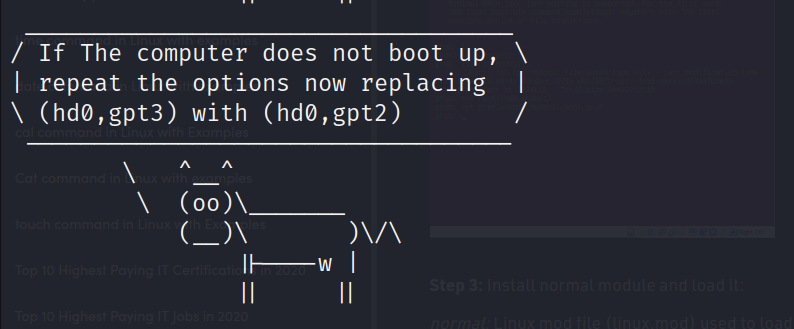 / If The computer does not boot up, \
| repeat the options now replacing |
\ (hd0,gpt3) with (hd0,gpt2) /
\ ^__^
\ (oo)\_______
(__)\ )\/\
||----w |
|| ||
cal command in Linux with Examples
Cat command in Linux with examples
touch command in Linux with Examples
Top 10 Highest Paying IT Certifications in 2020
Top 10 Highest Paying IT Jobs in 2020
Step 3: Install normal module and load it:
normal: Linux mod file (linux.mod) used to load